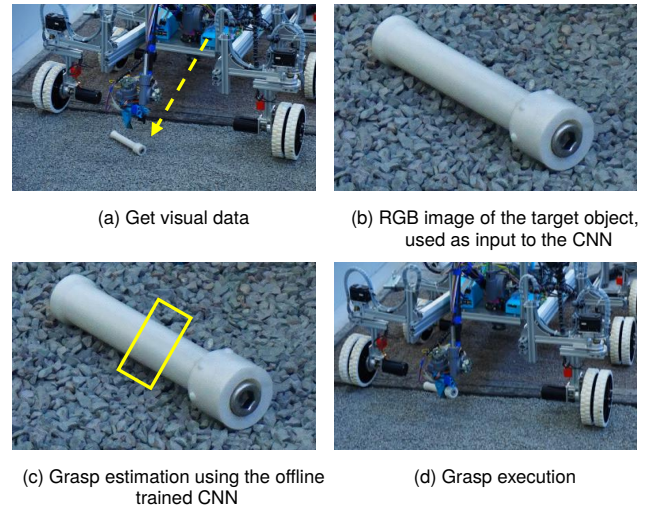 (a) Get visual data
(b) RGB image of the target object,
used as input to the CNN
(c) Grasp estimation using the offline
trained CNN
(d) Grasp execution